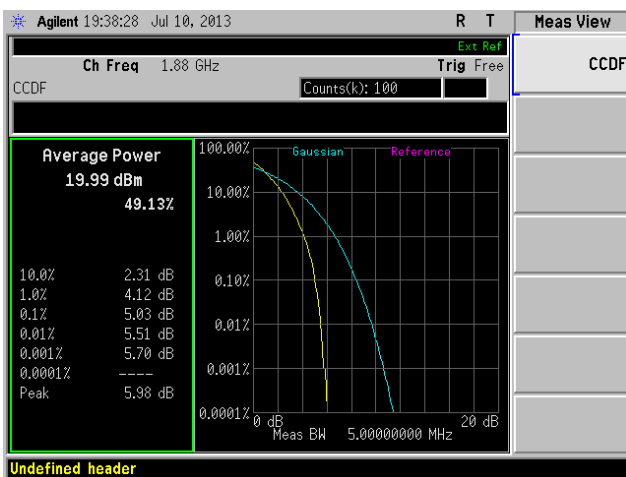 Agilent 19:38:28 Jul 10, 2013 R T Meas View
Ext Ref
Ch Freq 1.88 GHz Trig Free
CCDF
CCDF Counts(k): 100
Average Power
19.99 dBm
49.13%
10.0% 2.31 dB
1.0% 4.12 dB
0.1% 5.03 dB
0.01% 5.51 dB
0.001% 5.70 dB
0.0001% ----
Peak 5.98 dB
100.00% Gaussian Reference
10.00%
1.00%
0.10%
0.01%
0.001%
0.0001%
0 dB 20 dB
Meas BW 5.00000000 MHz
Undefined header